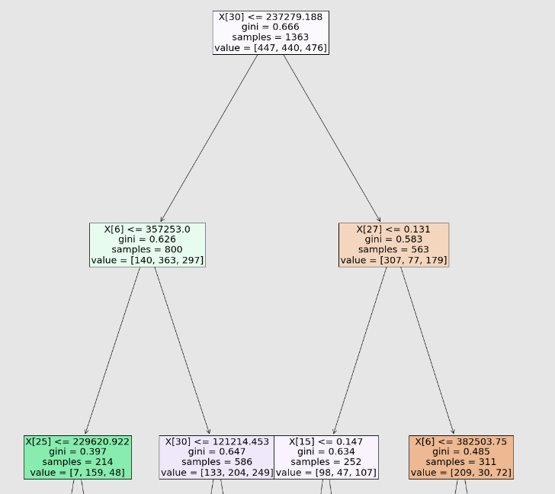 X[30] <= 237279.188
gini = 0.666
samples = 1363
value = [447, 440, 476]
X[6] <= 357253.0
gini = 0.626
samples = 800
value = [140, 363, 297]
X[27] <= 0.131
gini = 0.583
samples = 563
value = [307, 77, 179]
X[25] <= 229620.922
gini = 0.397
samples = 214
value = [7, 159, 48]
X[30] <= 121214.453
gini = 0.647
samples = 586
value = [133, 204, 249]
X[15] <= 0.147
gini = 0.634
samples = 252
value = [98, 47, 107]
X[6] <= 382503.75
gini = 0.485
samples = 311
value = [209, 30, 72]